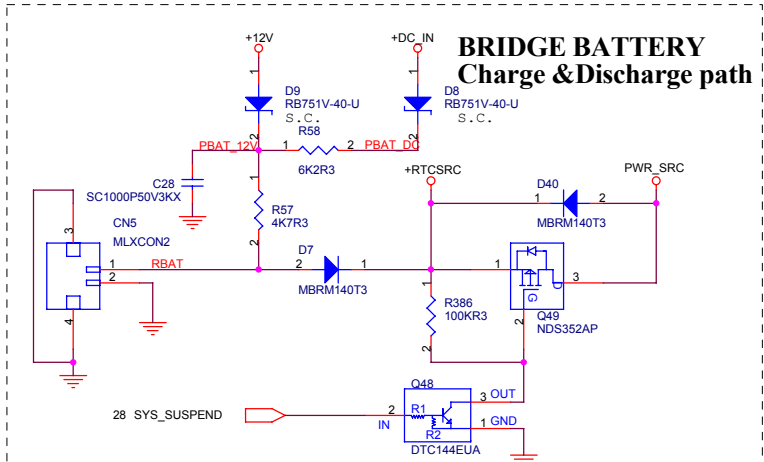 +12V
+DC_IN
BRIDGE BATTERY
Charge &Discharge path
1
1
D9
RB751V-40-U
S.C.
D8
RB751V-40-U
S.C.
2
2
R58
PBAT_12V
1
2
PBAT_DC
6K2R3
C28
SC1000P50V3KX
1
R57
4K7R3
2
+RTCSRC
D40
PWR_SRC
1
2
MBRM140T3
CN5
MLXCON2
3
1
2
4
RBAT
D7
2
1
MBRM140T3
1
3
D
G
Q49
NDS352AP
2
1
R386
100KR3
2
28 SYS_SUSPEND
Q48
2
IN
R1
R2
3
OUT
1
GND
DTC144EUA